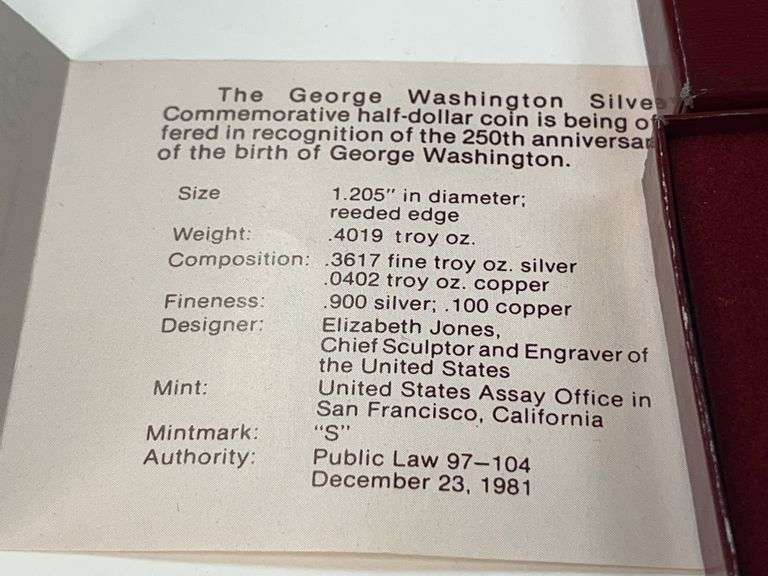 The George Washington Silve
Commemorative half-dollar coin is being of
fered in recognition of the 250th anniversar
of the birth of George Washington.
Size 1.205" in diameter;
reeded edge
Weight: .4019 troy oz.
Composition: .3617 fine troy oz. silver
.0402 troy oz. copper
Fineness: .900 silver; .100 copper
Designer: Elizabeth Jones,
Chief Sculptor and Engraver of
the United States
Mint: United States Assay Office in
San Francisco, California
Mintmark: "S"
Authority: Public Law 97–104
December 23, 1981